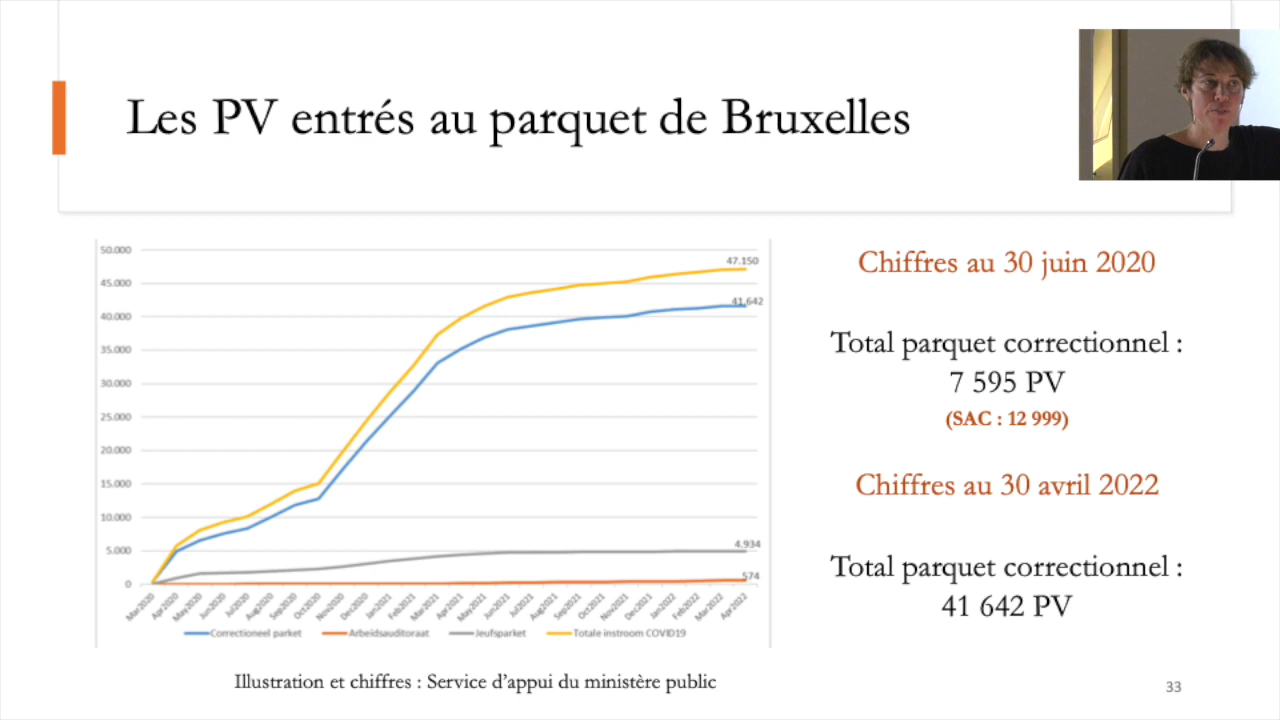 Les PV entrés au parquet de Bruxelles
50.000
45.000
40.000
35.000
30.000
25.000
20.000
15.000
10.000
5.000
0
47.150
41.642
4.934
574
Mar2020
Apr2020
May2020
Jun2020
Jul2020
Aug2020
Sep2020
Oct2020
Nov2020
Dec2020
Jan2021
Feb2021
Mar2021
Apr2021
May2021
Jun2021
Jul2021
Aug2021
Sep2021
Oct2021
Nov2021
Dec2021
Jan2022
Feb2022
Mar2022
Apr2022
Correctioneel parket Arbeidsauditoraat Jeufsparket Totale instroom COVID19
Illustration et chiffres : Service d'appui du ministère public
Chiffres au 30 juin 2020
Total parquet correctionnel :
7 595 PV
(SAC : 12 999)
Chiffres au 30 avril 2022
Total parquet correctionnel :
41 642 PV
33